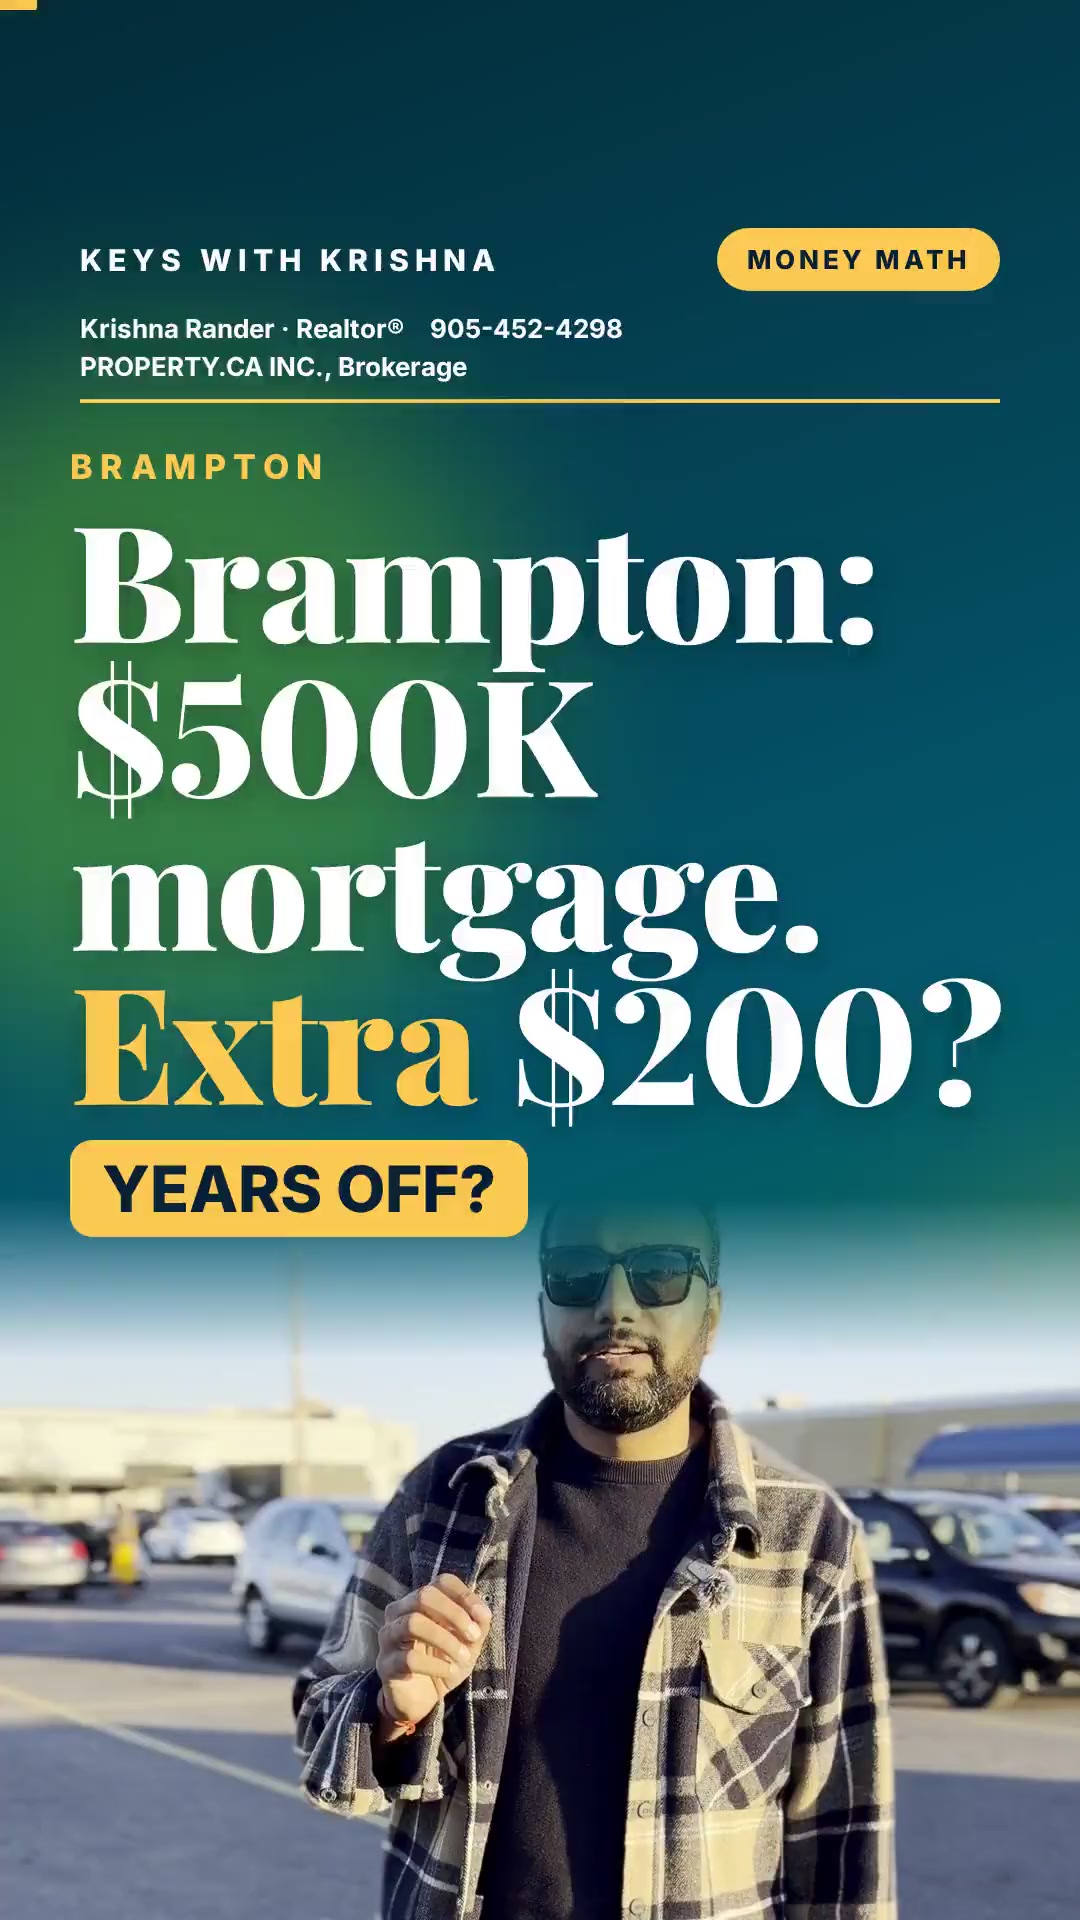 KEYS WITH KRISHNA
MONEY MATH
Krishna Rander · Realtor® 905-452-4298
PROPERTY.CA INC., Brokerage
BRAMPTON
Brampton:
$500K
mortgage.
Extra $200?
YEARS OFF?